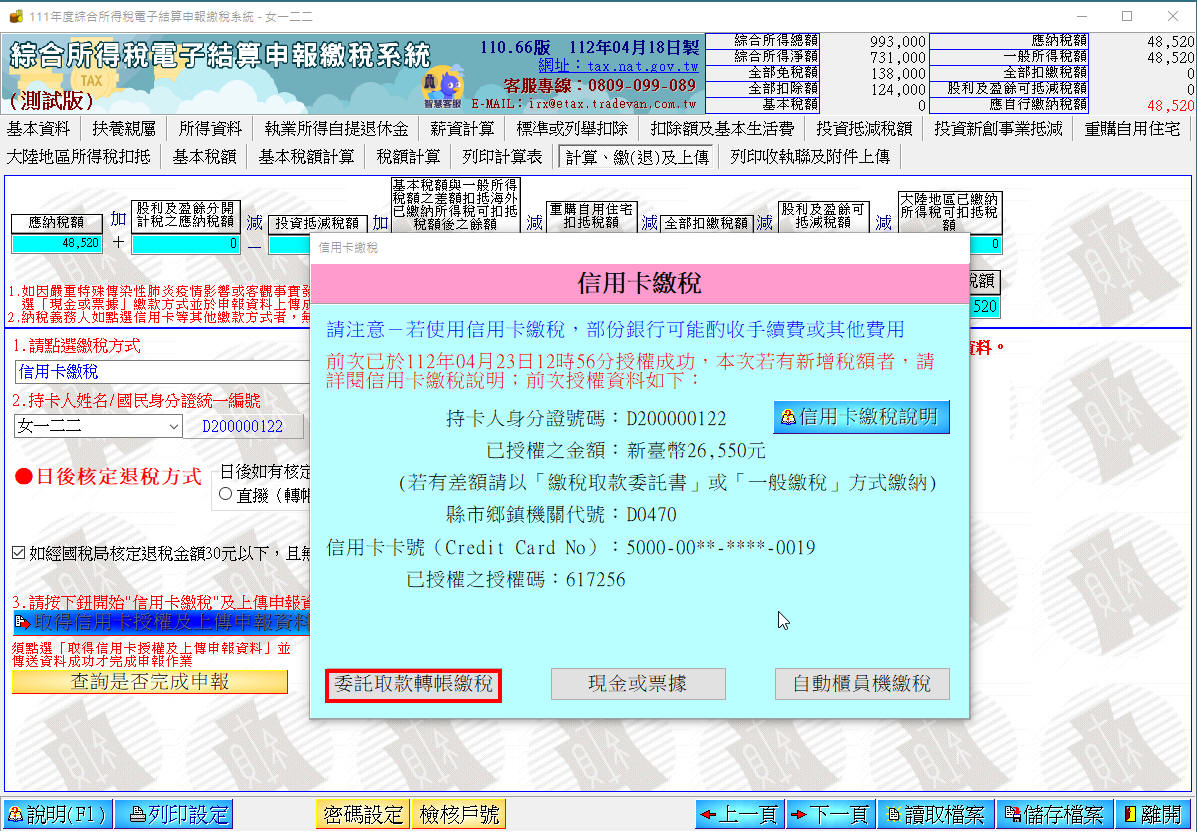 111年度綜合所得稅電子結算申報繳稅系統 - 女一二二
綜合所得稅電子結算申報繳稅系統
(測試版)
TAX
智慧客服
110.66版 112年04月18日製
網址：tax.nat.gov.tw
客服專線：0809-099-089
E-MAIL：irx@etax.tradevan.com.tw
綜合所得總額 993,000 應納稅額 48,520
綜合所得淨額 731,000 一般所得稅額 48,520
全部免稅額 138,000 全部扣繳稅額 0
全部扣除額 124,000 股利及盈餘可抵減稅額 0
基本稅額 0 應自行繳納稅額 48,520
基本資料 扶養親屬 所得資料 執業所得自提退休金 薪資計算 標準或列舉扣除 扣除額及基本生活費 投資抵減稅額 投資新創事業抵減 重購自用住宅
大陸地區所得稅扣抵 基本稅額 基本稅額計算 稅額計算 列印計算表 計算、繳(退)及上傳 列印收執聯及附件上傳
應納稅額
48,520
加
+
股利及盈餘分開
計稅之應納稅額
0
減
—
投資抵減稅額
加
基本稅額與一般所得
稅額之差額扣抵海外
已繳納所得稅可扣抵
稅額後之餘額
減
重購自用住宅
扣抵稅額
減
全部扣繳稅額
減
股利及盈餘可
抵減稅額
減
大陸地區已繳納
所得稅可扣抵稅
額
0
稅額
520
1.如因嚴重特殊傳染性肺炎疫情影響或客觀事實發
選「現金或票據」繳款方式並於申報資料上傳成
2.納稅義務人如點選信用卡等其他繳款方式者，無
1.請點選繳稅方式
信用卡繳稅
2.持卡人姓名/國民身分證統一編號
女一二二 D200000122
●日後核定退稅方式
日後如有核定
直撥（轉帳
如經國稅局核定退稅金額30元以下，且無
3.請按下鈕開始"信用卡繳稅"及上傳申報資
取得信用卡授權及上傳申報資料
須點選「取得信用卡授權及上傳申報資料」並
傳送資料成功才完成申報作業
查詢是否完成申報
資料。
信用卡繳稅
信用卡繳稅
請注意－若使用信用卡繳稅，部份銀行可能酌收手續費或其他費用
前次已於112年04月23日12時56分授權成功，本次若有新增稅額者，請
詳閱信用卡繳稅說明；前次授權資料如下：
持卡人身分證號碼：D200000122
信用卡繳稅說明
已授權之金額：新臺幣26,550元
(若有差額請以「繳稅取款委託書」或「一般繳稅」方式繳納)
縣市鄉鎮機關代號：D0470
信用卡卡號（Credit Card No）：5000-00**-****-0019
已授權之授權碼：617256
委託取款轉帳繳稅 現金或票據 自動櫃員機繳稅
說明(F1) 列印設定 密碼設定 檢核戶號 上一頁 下一頁 讀取檔案 儲存檔案 離開